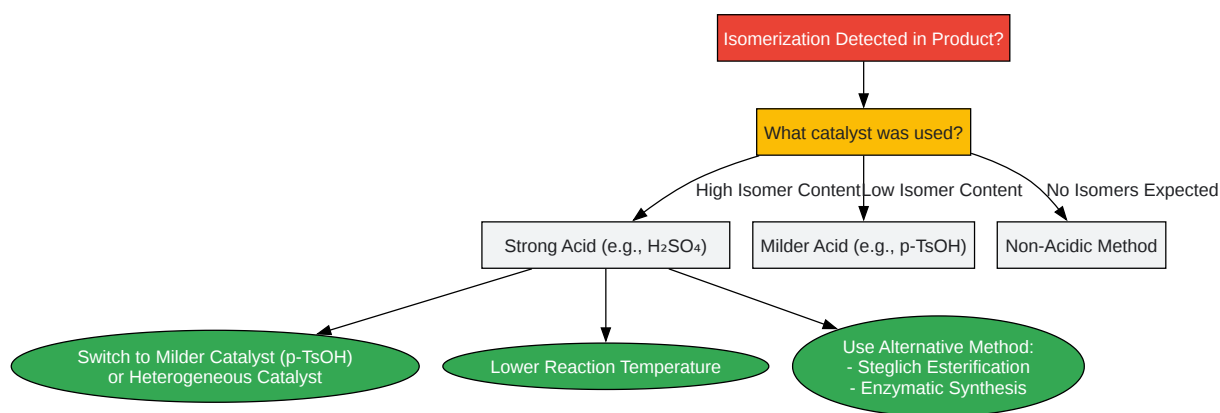 Isomerization Detected in Product?
What catalyst was used?
High Isomer Content
Low Isomer Content
No Isomers Expected
Strong Acid (e.g., H₂SO₄)
Milder Acid (e.g., p-TsOH)
Non-Acidic Method
Switch to Milder Catalyst (p-TsOH)
or Heterogeneous Catalyst
Lower Reaction Temperature
Use Alternative Method:
- Steglich Esterification
- Enzymatic Synthesis